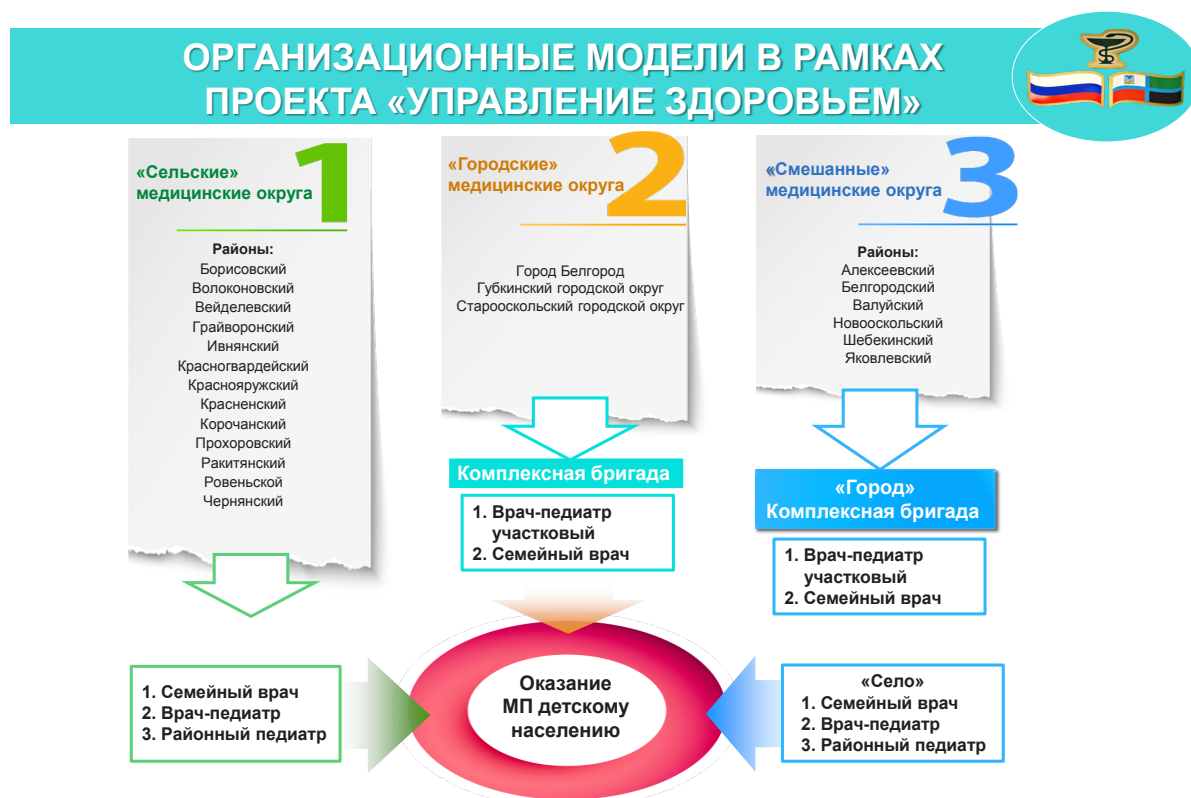 ОРГАНИЗАЦИОННЫЕ МОДЕЛИ В РАМКАХ
ПРОЕКТА «УПРАВЛЕНИЕ ЗДОРОВЬЕМ»
«Сельские»
медицинские округа
1
Районы:
Борисовский
Волоконовский
Вейделевский
Грайворонский
Ивнянский
Красногвардейский
Краснояружский
Красненский
Корочанский
Прохоровский
Ракитянский
Ровеньской
Чернянский
1. Семейный врач
2. Врач-педиатр
3. Районный педиатр
«Городские»
медицинские округа
2
Город Белгород
Губкинский городской округ
Старооскольский городской округ
Комплексная бригада
1. Врач-педиатр
участковый
2. Семейный врач
Оказание
МП детскому
населению
«Смешанные»
медицинские округа
3
Районы:
Алексеевский
Белгородский
Валуйский
Новооскольский
Шебекинский
Яковлевский
«Город»
Комплексная бригада
1. Врач-педиатр
участковый
2. Семейный врач
«Село»
1. Семейный врач
2. Врач-педиатр
3. Районный педиатр